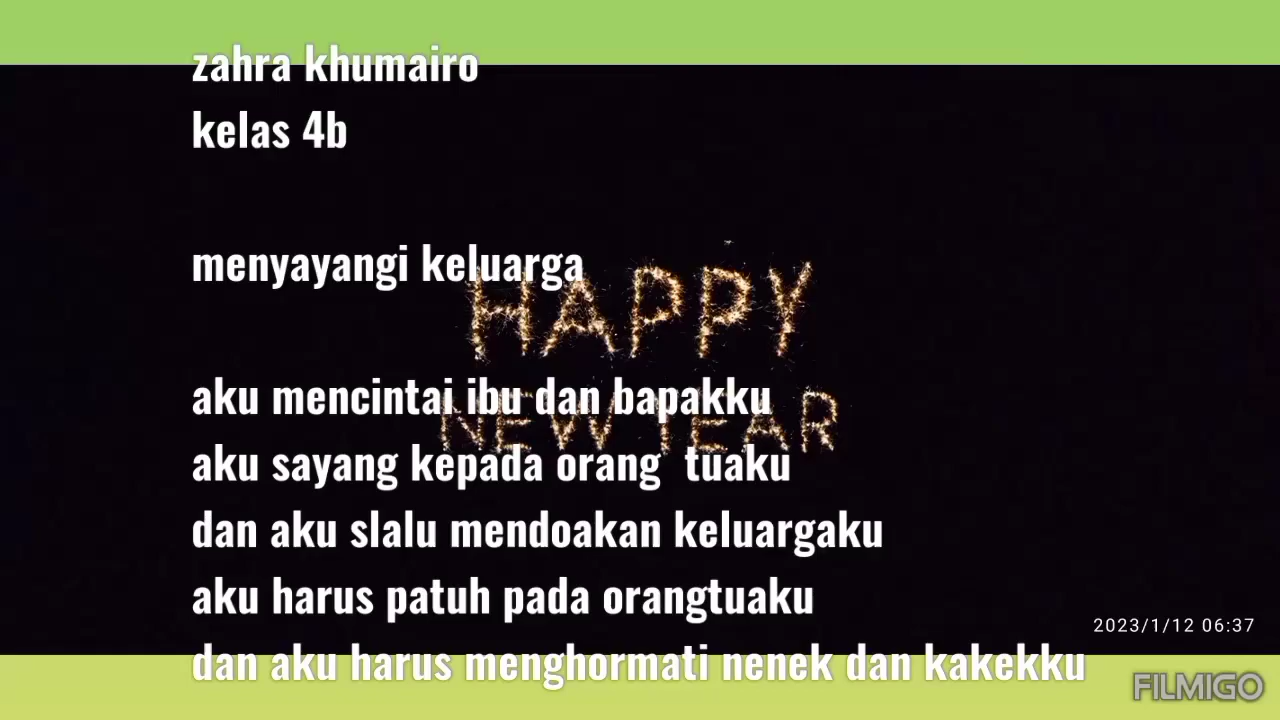 zahra khumairo
kelas 4b
menyayangi keluarga
HAPPY
NEW YEAR
aku mencintai ibu dan bapakku
aku sayang kepada orang  tuaku
dan aku slalu mendoakan keluargaku
aku harus patuh pada orangtuaku
dan aku harus menghormati nenek dan kakekku
2023/1/12 06:37
FILMIGO